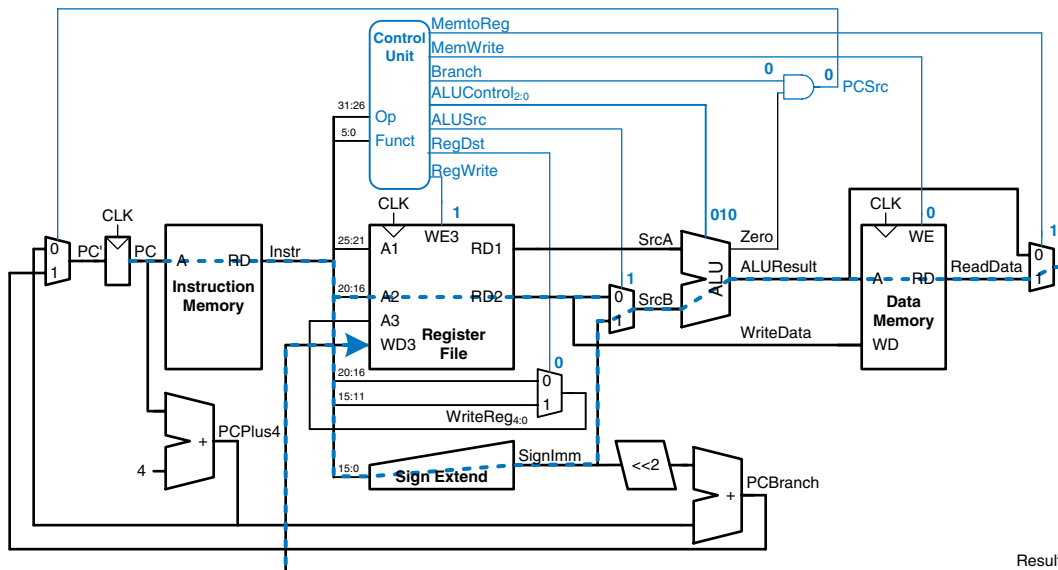 MemtoReg
Control
Unit
MemWrite
Branch
0
0
PCSrc
ALUControl2:0
31:26
Op
ALUSrc
5:0
Funct
RegDst
RegWrite
CLK
CLK
1
010
CLK
0
1
0
1
PC'
PC
A
RD
Instruction
Memory
Instr
25:21
A1
WE3
RD1
SrcA
Zero
WE
0
1
20:16
A2
RD2
1
0
1
SrcB
ALU
ALUResult
A
RD
ReadData
Data
Memory
A3
WD3
Register
File
WriteData
WD
20:16
15:11
0
0
1
WriteReg4:0
PCPlus4
+
4
15:0
Sign Extend
SignImm
<<2
+
PCBranch
Result